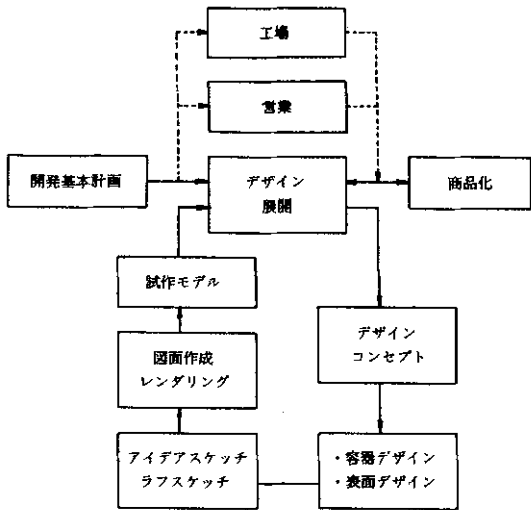 工場
営業
開発基本計画
デザイン
展開
商品化
試作モデル
図面作成
レンダリング
デザイン
コンセプト
アイデアスケッチ
ラフスケッチ
・容器デザイン
・表面デザイン